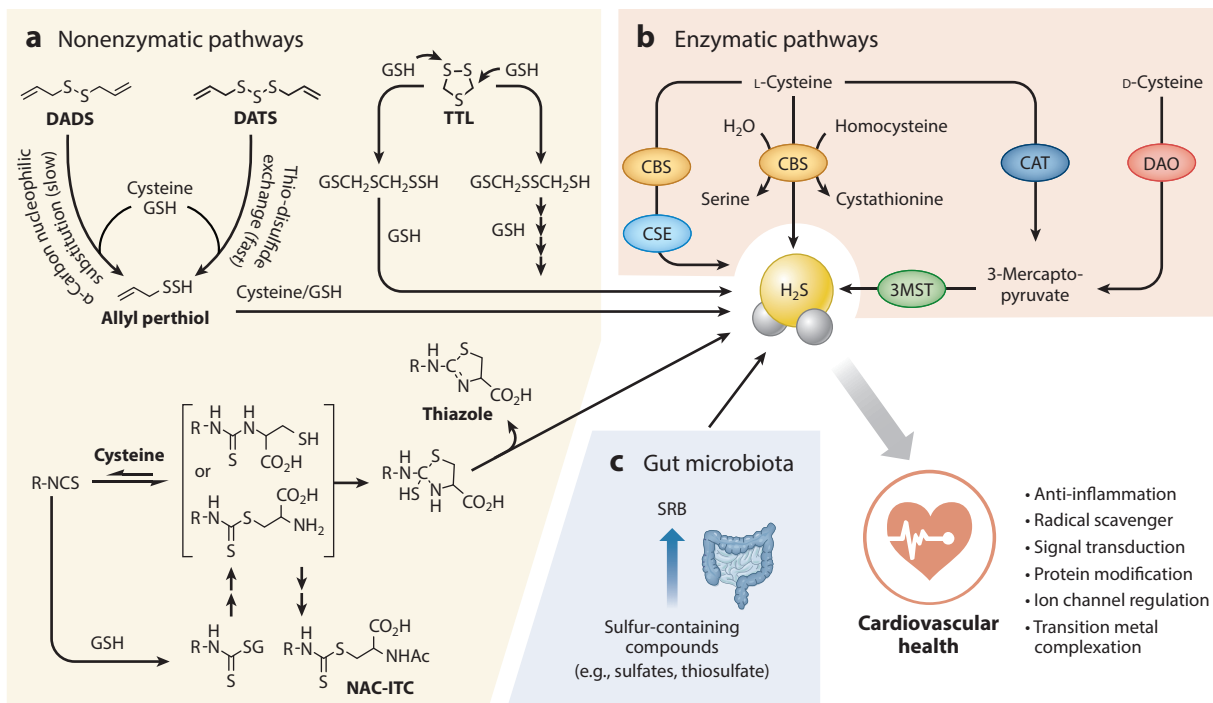 a Nonenzymatic pathways
S
S
DADS
S
S
S
DATS
α-Carbon nucleophilic
substitution (slow)
Cysteine
GSH
Thio-disulfide
exchange (fast)
SSH
Allyl perthiol
GSH
S
S
S
GSH
TTL
GSCH₂SCH₂SSH
GSCH₂SSCH₂SH
GSH
GSH
Cysteine/GSH
R-NCS
Cysteine
H
R-N
H
N
S
SH
CO₂H
or
H
R-N
S
S
CO₂H
NH₂
H
R-N
C
S
N
CO₂H
Thiazole
H
R-N
C
HS
S
N
H
CO₂H
GSH
H
R-N
SG
S
H
R-N
S
S
CO₂H
NHAc
NAC-ITC
b Enzymatic pathways
L-Cysteine
D-Cysteine
H₂O
Homocysteine
CBS
CBS
CAT
DAO
Serine
Cystathionine
CSE
H₂S
3MST
3-Mercapto-
pyruvate
c Gut microbiota
SRB
Sulfur-containing
compounds
(e.g., sulfates, thiosulfate)
Cardiovascular
health
• Anti-inflammation
• Radical scavenger
• Signal transduction
• Protein modification
• Ion channel regulation
• Transition metal
complexation